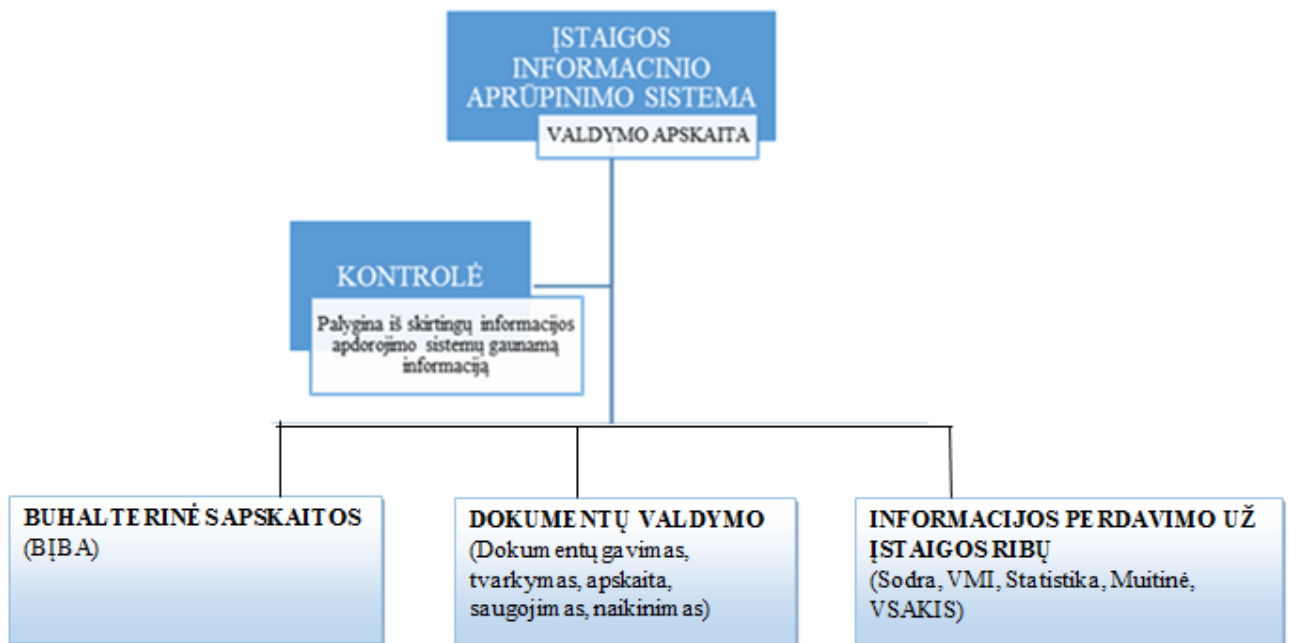 ĮSTAIGOS
INFORMACINIO
APRŪPINIMO SISTEMA
VALDYMO APSKAITA
KONTROLĖ
Palygina iš skirtingų informacijos
apdorojimo sistemų gaunamą
informaciją
BUHALTERINĖS APSKAITOS
(BĮBA)
DOKUMENTŲ VALDYMO
(Dokumentų gavimas,
tvarkymas, apskaita,
saugojimas, naikinimas)
INFORMACIJOS PERDAVIMO UŽ
ĮSTAIGOS RIBŲ
(Sodra, VMI, Statistika, Muitinė,
VSAKIS)